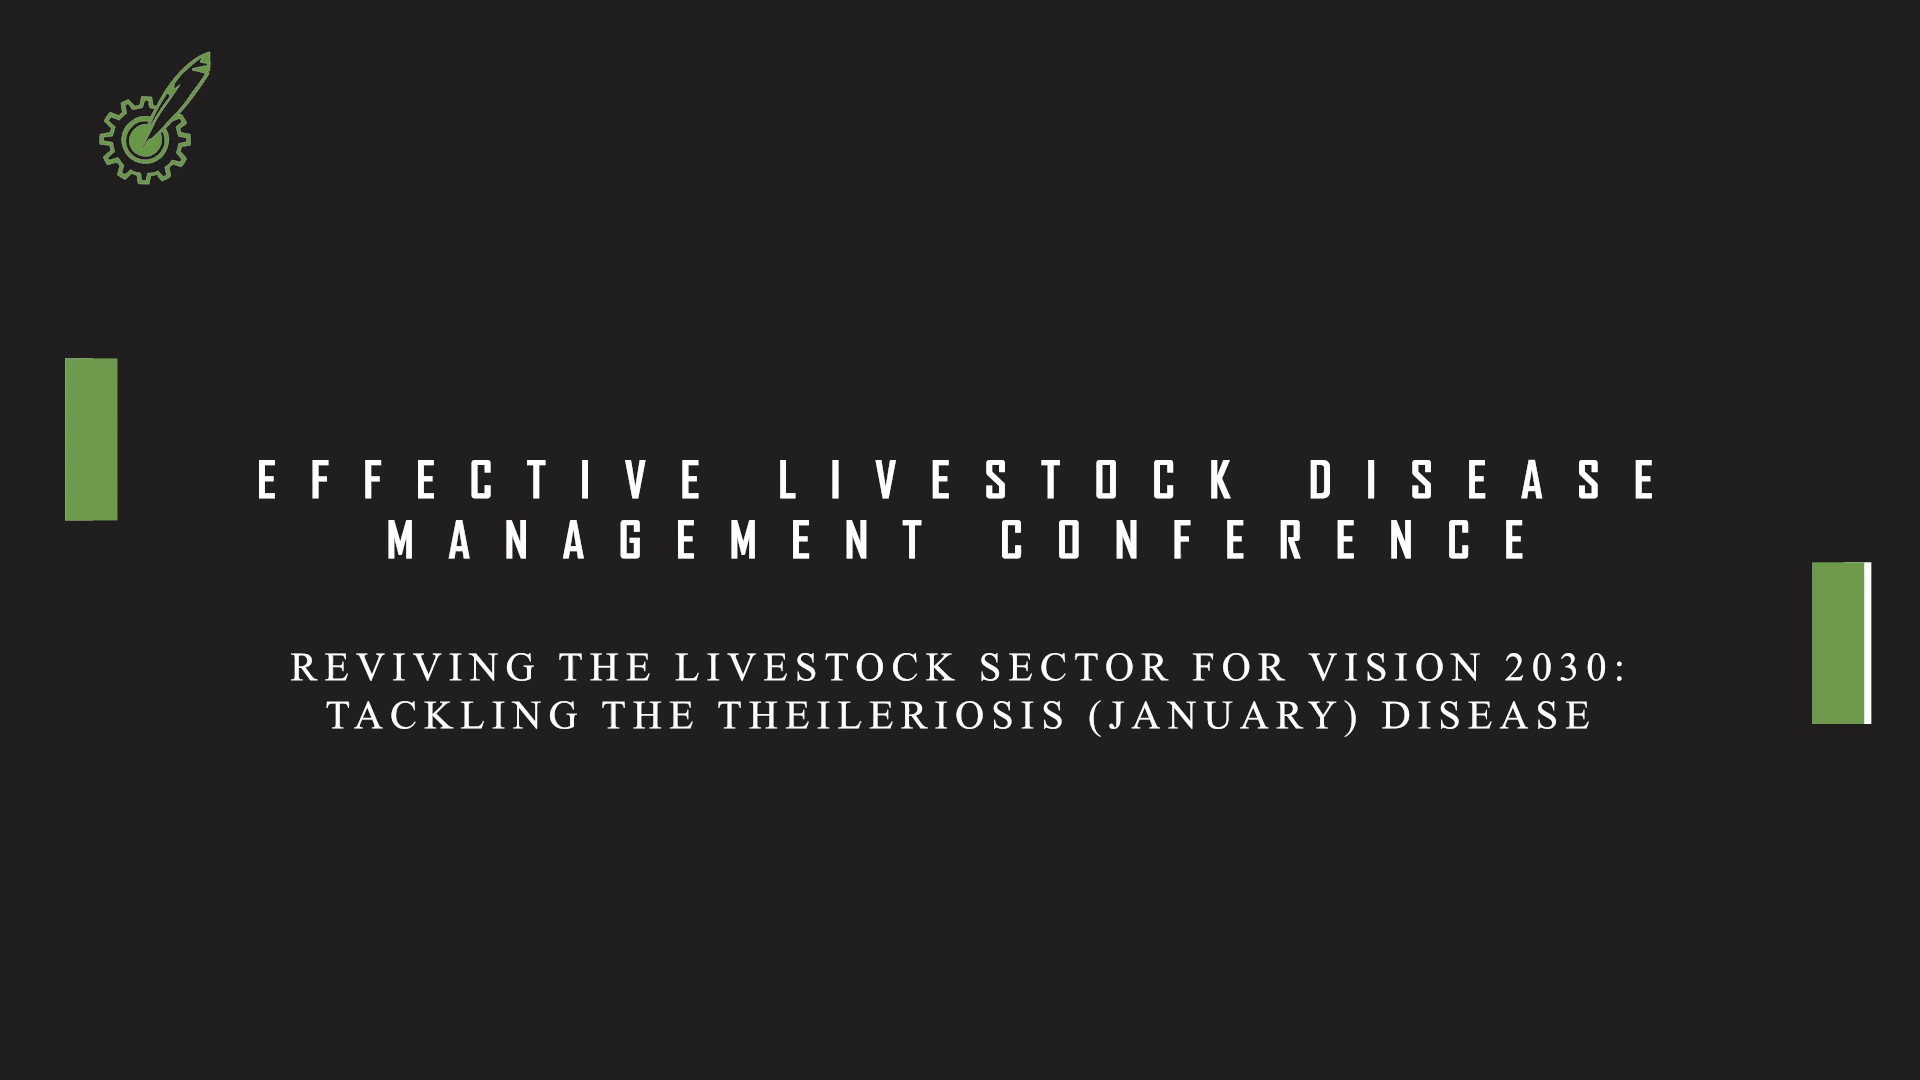 EFFECTIVE LIVESTOCK DISEASE
MANAGEMENT CONFERENCE
REVIVING THE LIVESTOCK SECTOR FOR VISION 2030:
TACKLING THE THEILERIOSIS (JANUARY) DISEASE